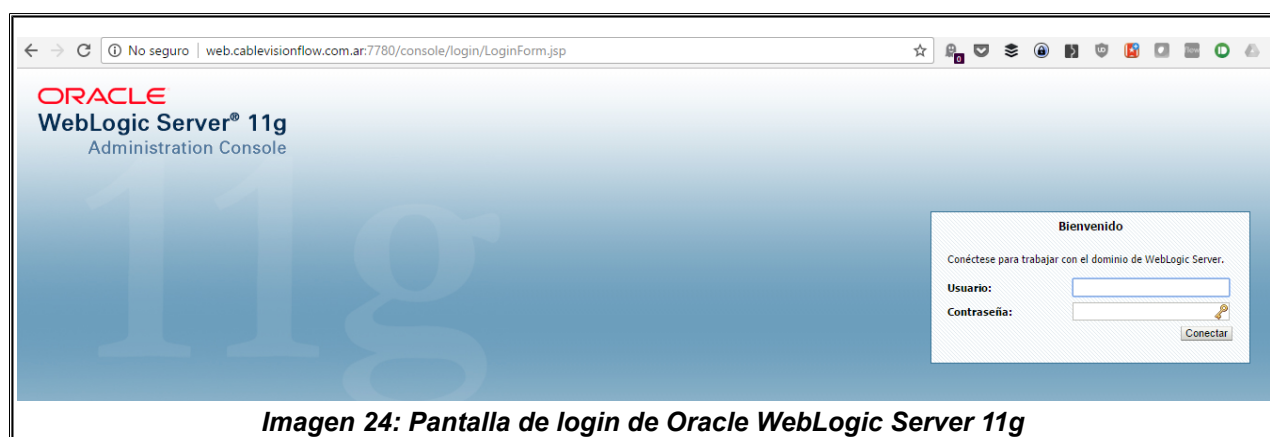 No seguro web.cablevisionflow.com.ar:7780/console/login/LoginForm.jsp
0
ORACLE
WebLogic Server® 11g
Administration Console
11g
Bienvenido
Conéctese para trabajar con el dominio de WebLogic Server.
Usuario:
Contraseña:
Conectar
Imagen 24: Pantalla de login de Oracle WebLogic Server 11g